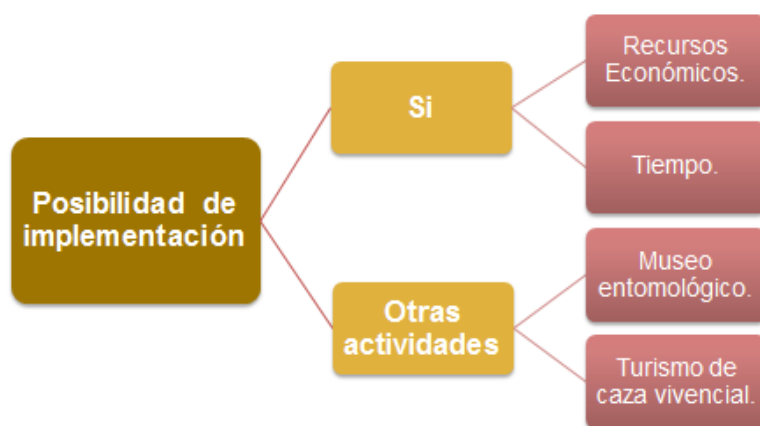 Posibilidad de
implementación
Si
Recursos
Económicos.
Tiempo.
Otras
actividades
Museo
entomológico.
Turismo de
caza vivencial.